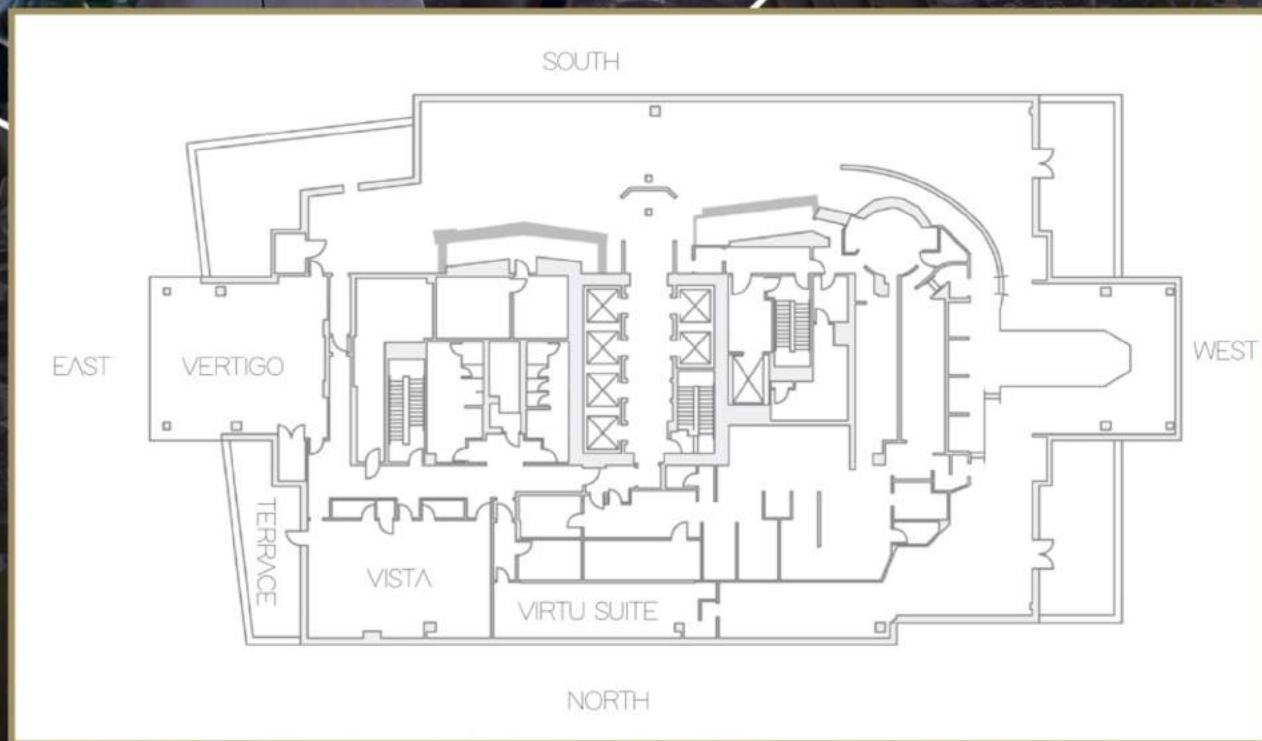 SOUTH
EAST
VERTIGO
WEST
TERRACE
VISTA
VIRTU SUITE
NORTH